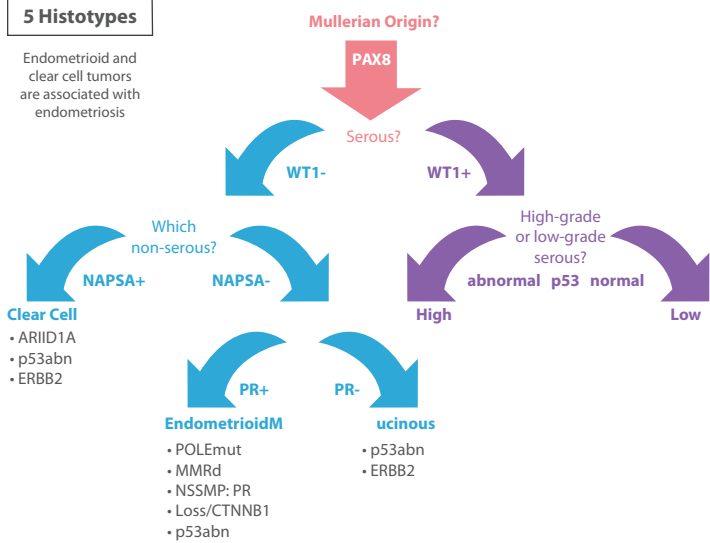 5 Histotypes
Endometrioid and
clear cell tumors
are associated with
endometriosis
Mullerian Origin?
PAX8
Serous?
WT1-
WT1+
Which
non-serous?
NAPSA+
NAPSA-
High-grade
or low-grade
serous?
abnormal p53 normal
Clear Cell
• ARIID1A
• p53abn
• ERBB2
High
Low
PR+
PR-
EndometrioidM
• POLEmut
• MMRd
• NSSMP: PR
• Loss/CTNNB1
• p53abn
ucinous
• p53abn
• ERBB2